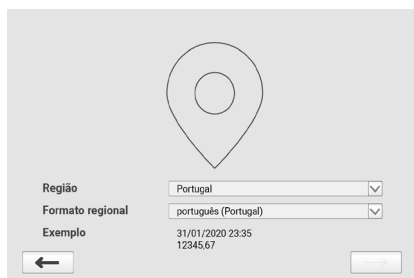 Região Portugal
Formato regional português (Portugal)
Exemplo 31/01/2020 23:35
12345,67